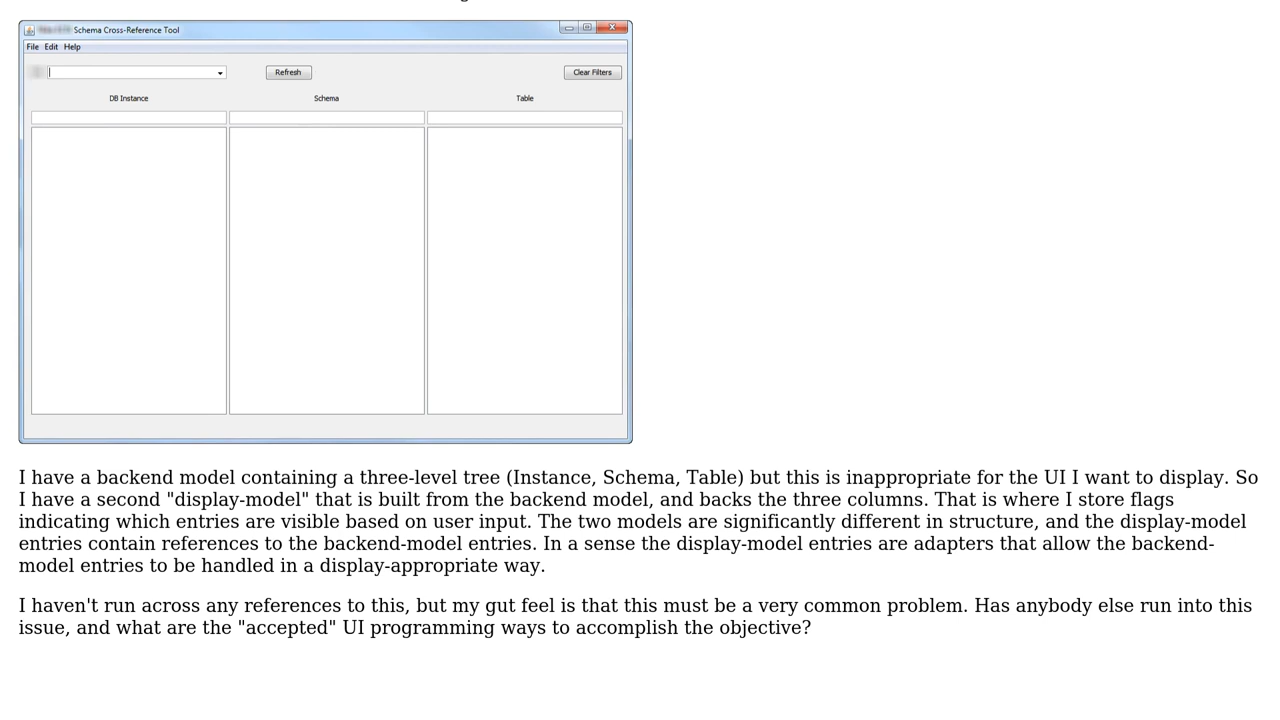 Schema Cross-Reference Tool
File Edit Help
Refresh
Clear Filters
DB Instance
Schema
Table
I have a backend model containing a three-level tree (Instance, Schema, Table) but this is inappropriate for the UI I want to display. So
I have a second "display-model" that is built from the backend model, and backs the three columns. That is where I store flags
indicating which entries are visible based on user input. The two models are significantly different in structure, and the display-model
entries contain references to the backend-model entries. In a sense the display-model entries are adapters that allow the backend-
model entries to be handled in a display-appropriate way.
I haven't run across any references to this, but my gut feel is that this must be a very common problem. Has anybody else run into this
issue, and what are the "accepted" UI programming ways to accomplish the objective?